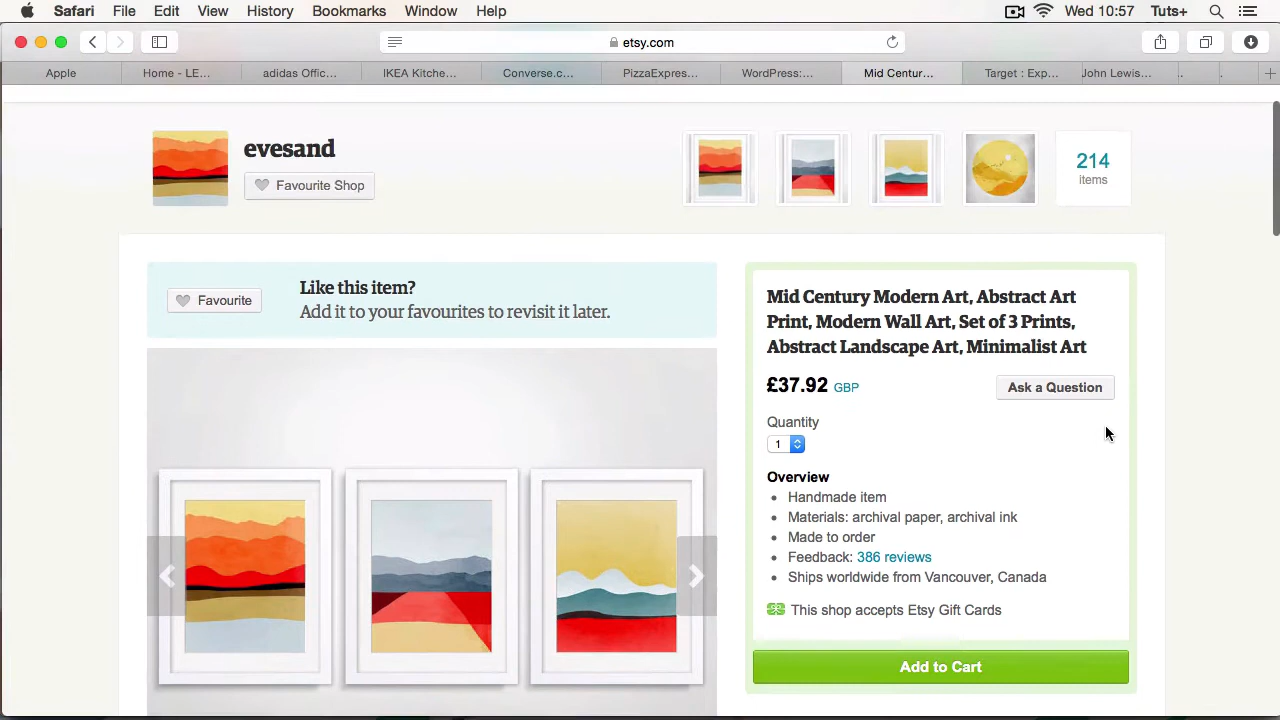 Safari File Edit View History Bookmarks Window Help Wed 10:57 Tuts+
etsy.com
Apple Home - LE... adidas Offic... IKEA Kitche... Converse.c... PizzaExpres... WordPress:... Mid Centur... Target : Exp... John Lewis... .. ..
evesand
Favourite Shop
214
items
Like this item?
Favourite
Add it to your favourites to revisit it later.
Mid Century Modern Art, Abstract Art
Print, Modern Wall Art, Set of 3 Prints,
Abstract Landscape Art, Minimalist Art
£37.92 GBP
Ask a Question
Quantity
1
Overview
• Handmade item
• Materials: archival paper, archival ink
• Made to order
• Feedback: 386 reviews
• Ships worldwide from Vancouver, Canada
This shop accepts Etsy Gift Cards
Add to Cart